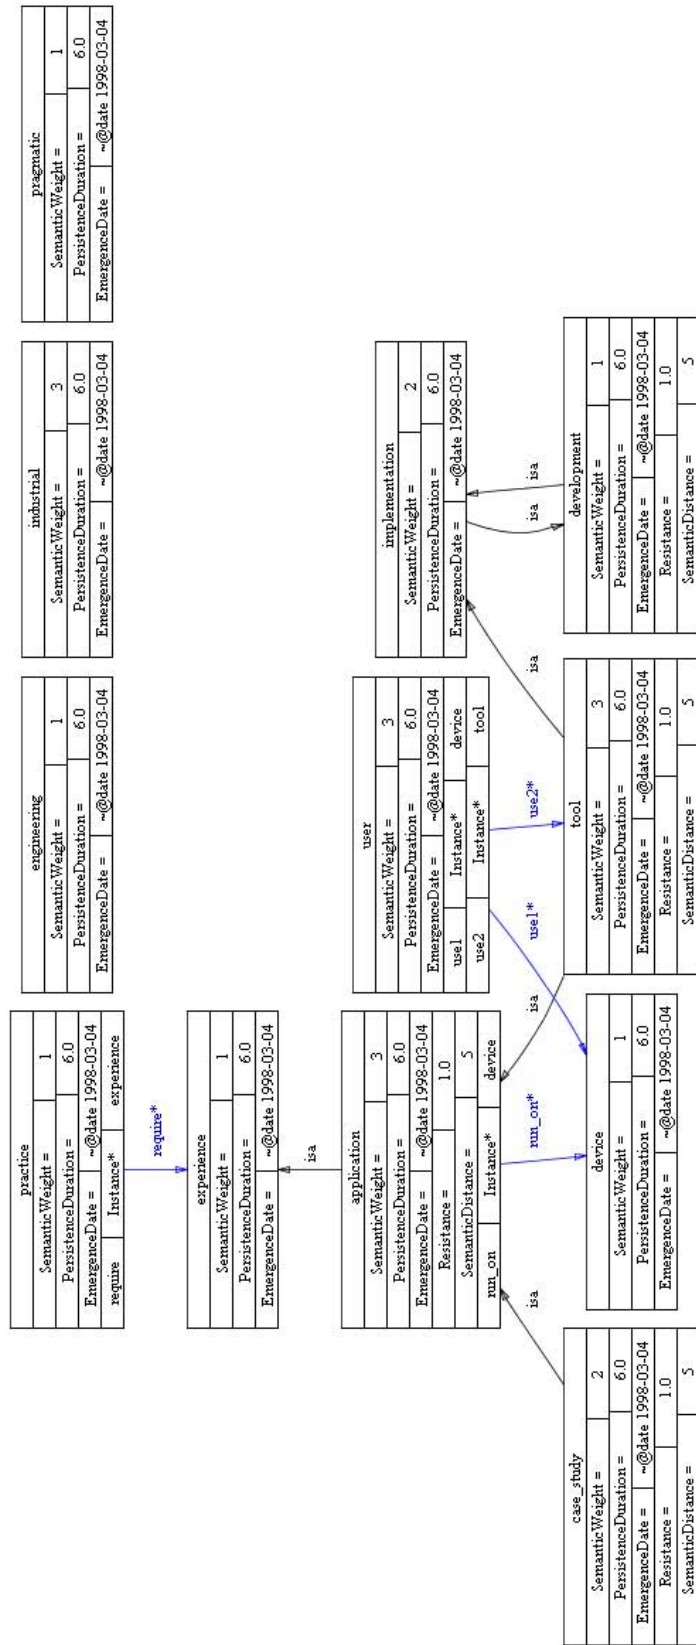 practice
SemanticWeight = 1
PersistenceDuration = 6.0
EmergenceDate = ~@date 1998-03-04
require Instance* experience
engineering
SemanticWeight = 1
PersistenceDuration = 6.0
EmergenceDate = ~@date 1998-03-04
industrial
SemanticWeight = 3
PersistenceDuration = 6.0
EmergenceDate = ~@date 1998-03-04
pragmatic
SemanticWeight = 1
PersistenceDuration = 6.0
EmergenceDate = ~@date 1998-03-04
require*
experience
SemanticWeight = 1
PersistenceDuration = 6.0
EmergenceDate = ~@date 1998-03-04
isa
application
SemanticWeight = 3
PersistenceDuration = 6.0
EmergenceDate = ~@date 1998-03-04
Resistance = 1.0
SemanticDistance = 5
run_on Instance* device
user
SemanticWeight = 3
PersistenceDuration = 6.0
EmergenceDate = ~@date 1998-03-04
use1 Instance* device
use2 Instance* tool
implementation
SemanticWeight = 2
PersistenceDuration = 6.0
EmergenceDate = ~@date 1998-03-04
isa
run_on*
isa
use1*
use2*
isa
isa
isa
case_study
SemanticWeight = 2
PersistenceDuration = 6.0
EmergenceDate = ~@date 1998-03-04
Resistance = 1.0
SemanticDistance = 5
device
SemanticWeight = 1
PersistenceDuration = 6.0
EmergenceDate = ~@date 1998-03-04
tool
SemanticWeight = 3
PersistenceDuration = 6.0
EmergenceDate = ~@date 1998-03-04
Resistance = 1.0
SemanticDistance = 5
development
SemanticWeight = 1
PersistenceDuration = 6.0
EmergenceDate = ~@date 1998-03-04
Resistance = 1.0
SemanticDistance = 5